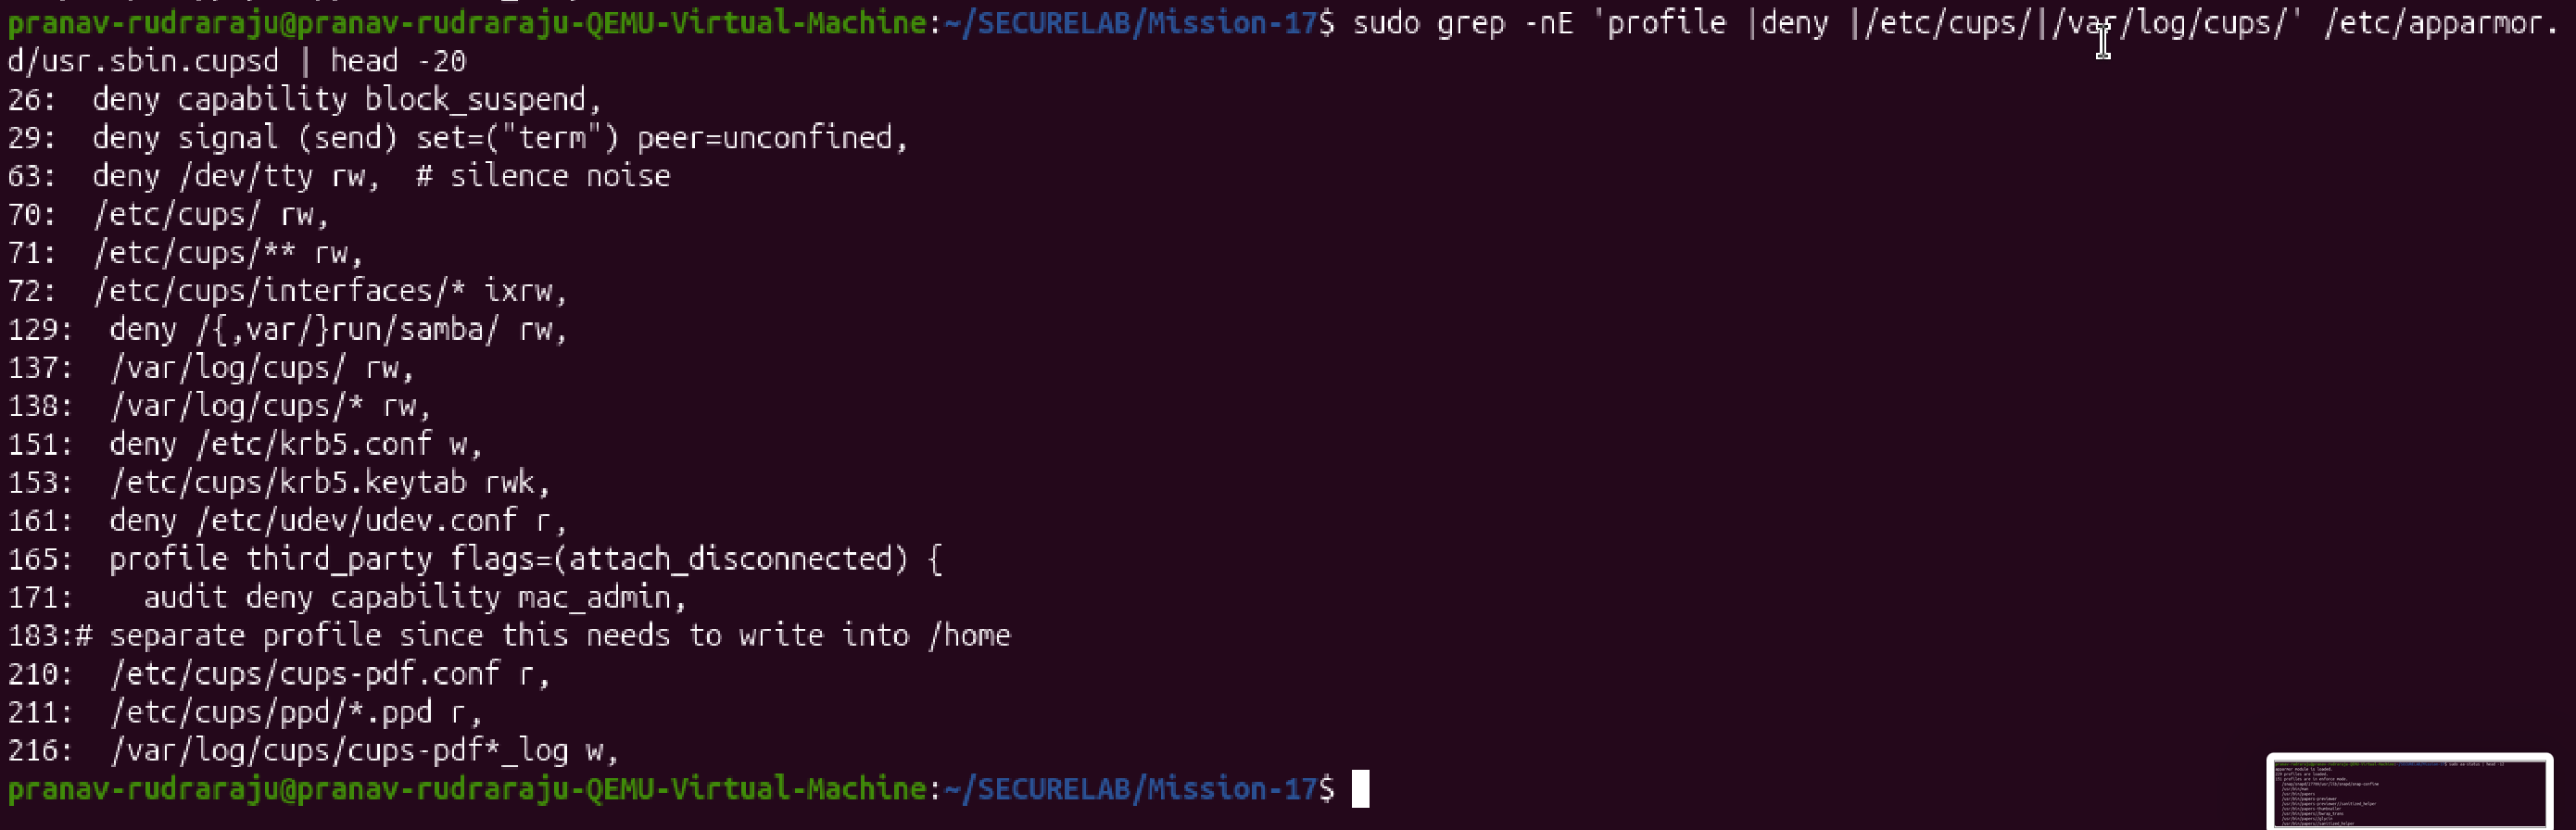 pranav-rudraraju@pranav-rudraraju-QEMU-Virtual-Machine:~/SECURELAB/Mission-17$ sudo grep -nE 'profile |deny |/etc/cups/|/var/log/cups/' /etc/apparmor.
d/usr.sbin.cupsd | head -20
26:  deny capability block_suspend,
29:  deny signal (send) set=("term") peer=unconfined,
63:  deny /dev/tty rw,  # silence noise
70:  /etc/cups/ rw,
71:  /etc/cups/** rw,
72:  /etc/cups/interfaces/* ixrw,
129:  deny /{,var/}run/samba/ rw,
137:  /var/log/cups/ rw,
138:  /var/log/cups/* rw,
151:  deny /etc/krb5.conf w,
153:  /etc/cups/krb5.keytab rwk,
161:  deny /etc/udev/udev.conf r,
165:  profile third_party flags=(attach_disconnected) {
171:    audit deny capability mac_admin,
183:# separate profile since this needs to write into /home
210:  /etc/cups/cups-pdf.conf r,
211:  /etc/cups/ppd/*.ppd r,
216:  /var/log/cups/cups-pdf*_log w,
pranav-rudraraju@pranav-rudraraju-QEMU-Virtual-Machine:~/SECURELAB/Mission-17$